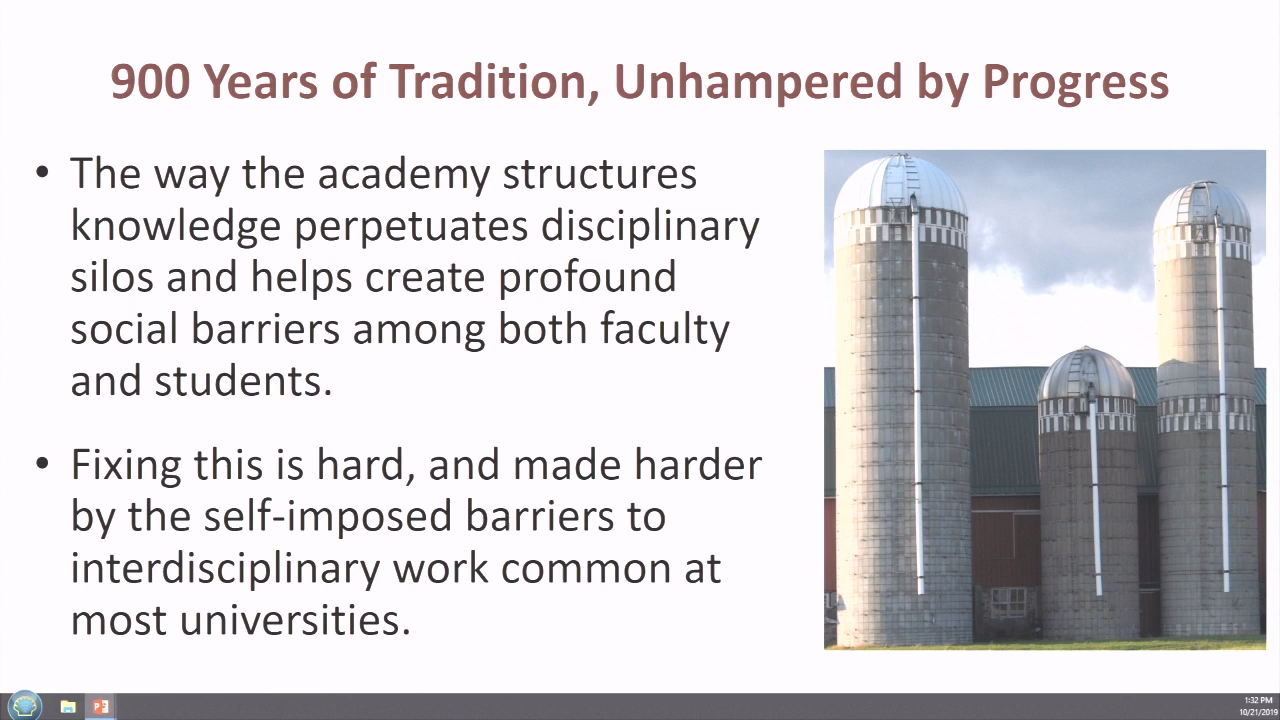 900 Years of Tradition, Unhampered by Progress
• The way the academy structures
knowledge perpetuates disciplinary
silos and helps create profound
social barriers among both faculty
and students.
• Fixing this is hard, and made harder
by the self-imposed barriers to
interdisciplinary work common at
most universities.
1:32 PM
10/21/2019